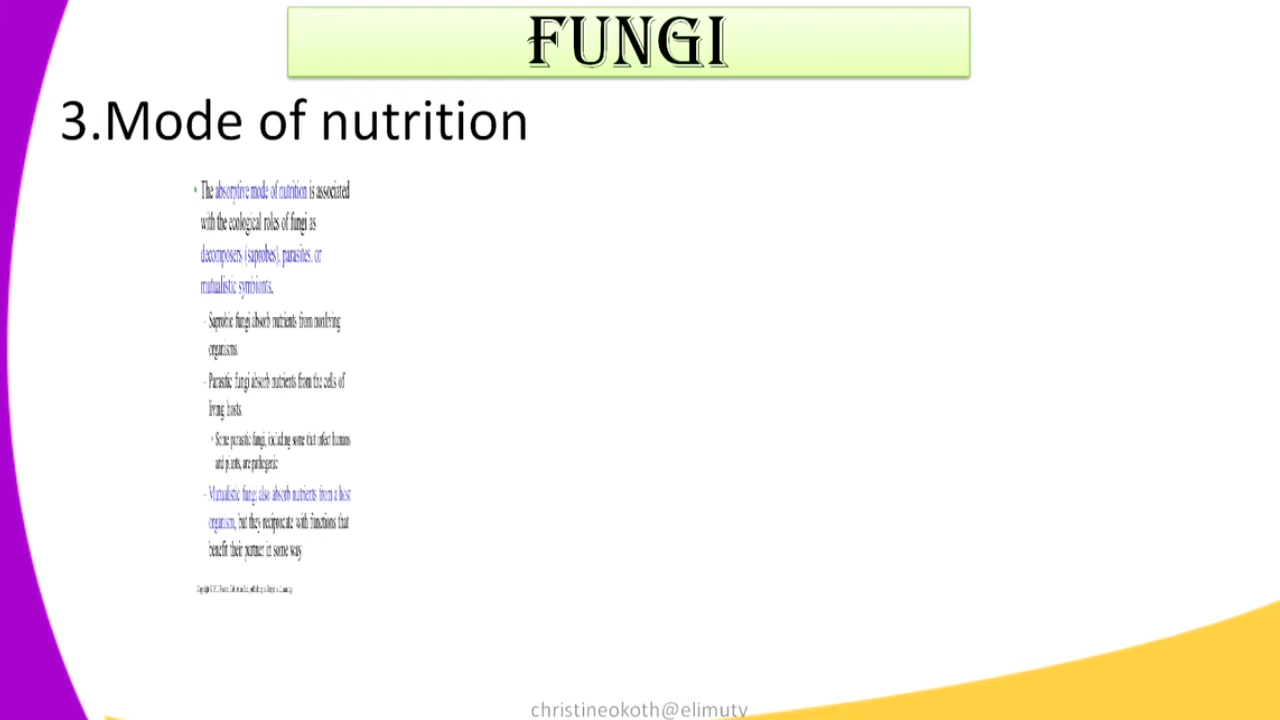 FUNGI
3.Mode of nutrition
• The absorptive mode of nutrition is associated
with the ecological roles of fungi as
decomposers (saprobes), parasites, or
mutualistic symbionts.
– Saprobic fungi absorb nutrients from nonliving
organisms.
– Parasitic fungi absorb nutrients from the cells of
living hosts.
• Some parasitic fungi, including some that infect humans
and plants, are pathogenic
– Mutualistic fungi also absorb nutrients from a host
organism, but they reciprocate with functions that
benefit their partner in some way.
Copyright
christineokoth@elimutv